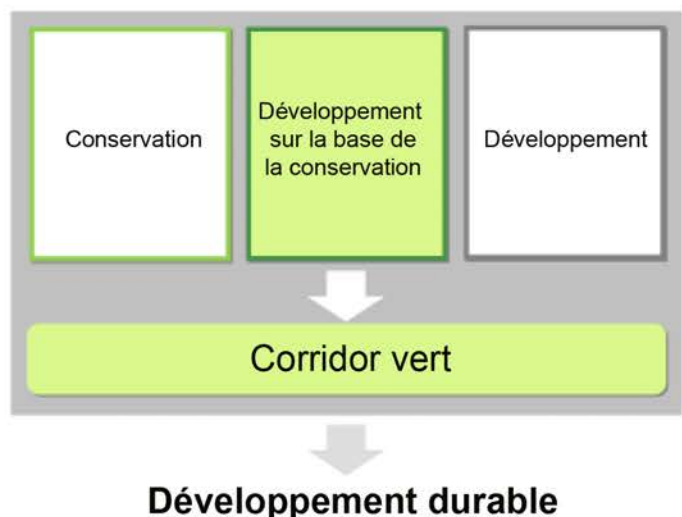 Conservation
Développement
sur la base de
la conservation
Développement
Corridor vert
Développement durable